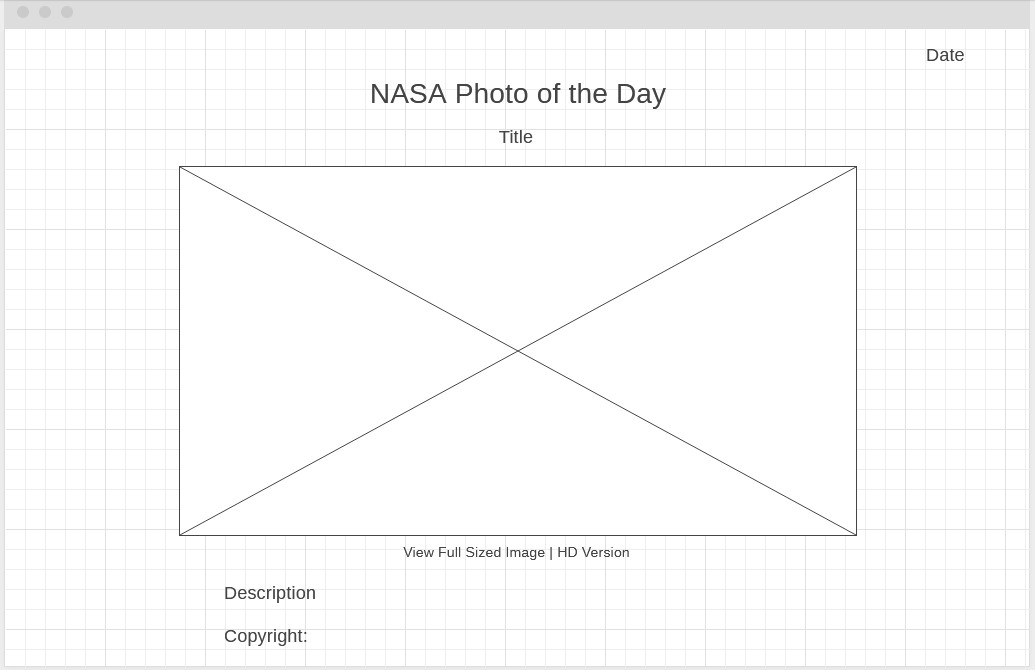 Date
NASA Photo of the Day
Title
View Full Sized Image | HD Version
Description
Copyright: